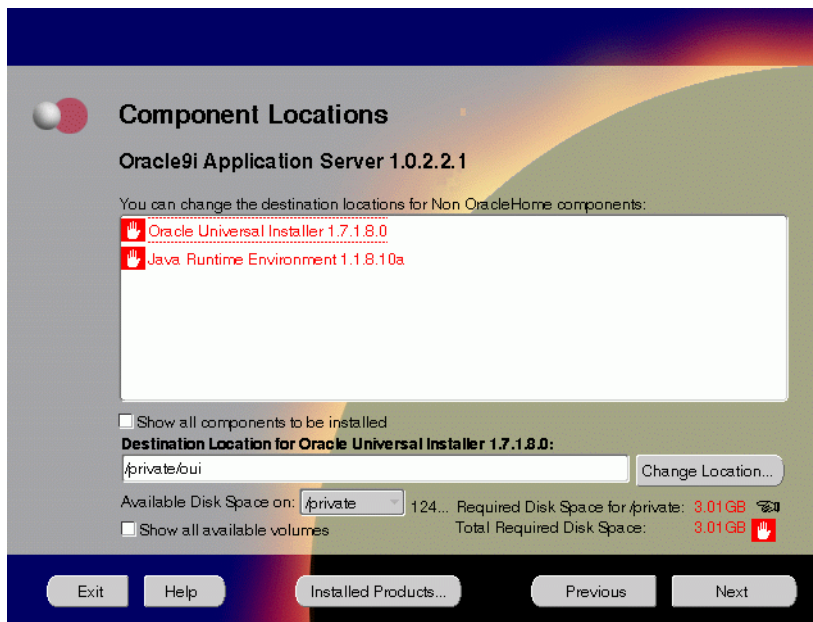 Component Locations
Oracle9i Application Server 1.0.2.2.1
You can change the destination locations for Non OracleHome components:
Oracle Universal Installer 1.7.1.8.0
Java Runtime Environment 1.1.8.10a
Show all components to be installed
Destination Location for Oracle Universal Installer 1.7.1.8.0:
/private/oui
Change Location...
Available Disk Space on: /private 124... Required Disk Space for /private: 3.01GB
Show all available volumes Total Required Disk Space: 3.01GB
Exit Help Installed Products... Previous Next